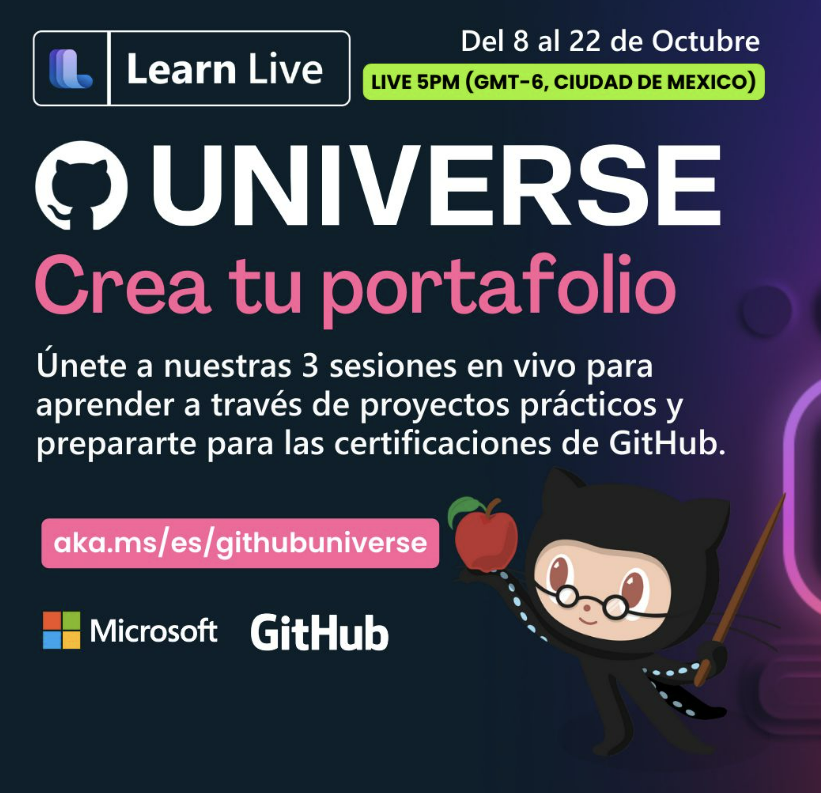 Learn Live
Del 8 al 22 de Octubre
LIVE 5PM (GMT-6, CIUDAD DE MEXICO)
UNIVERSE
Crea tu portafolio
Únete a nuestras 3 sesiones en vivo para
aprender a través de proyectos prácticos y
prepararte para las certificaciones de GitHub.
aka.ms/es/githubuniverse
Microsoft GitHub